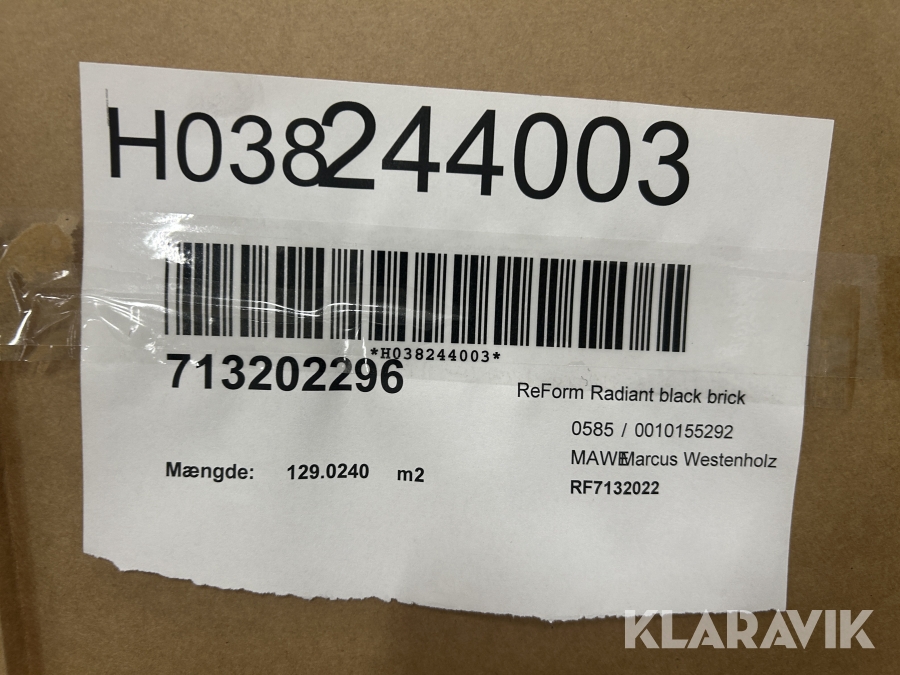 H038244003
*H038244003*
713202296
ReForm Radiant black brick
0585 / 0010155292
MAWE Marcus Westenholz
Mængde: 129.0240 m2
RF7132022
KLARAVIK